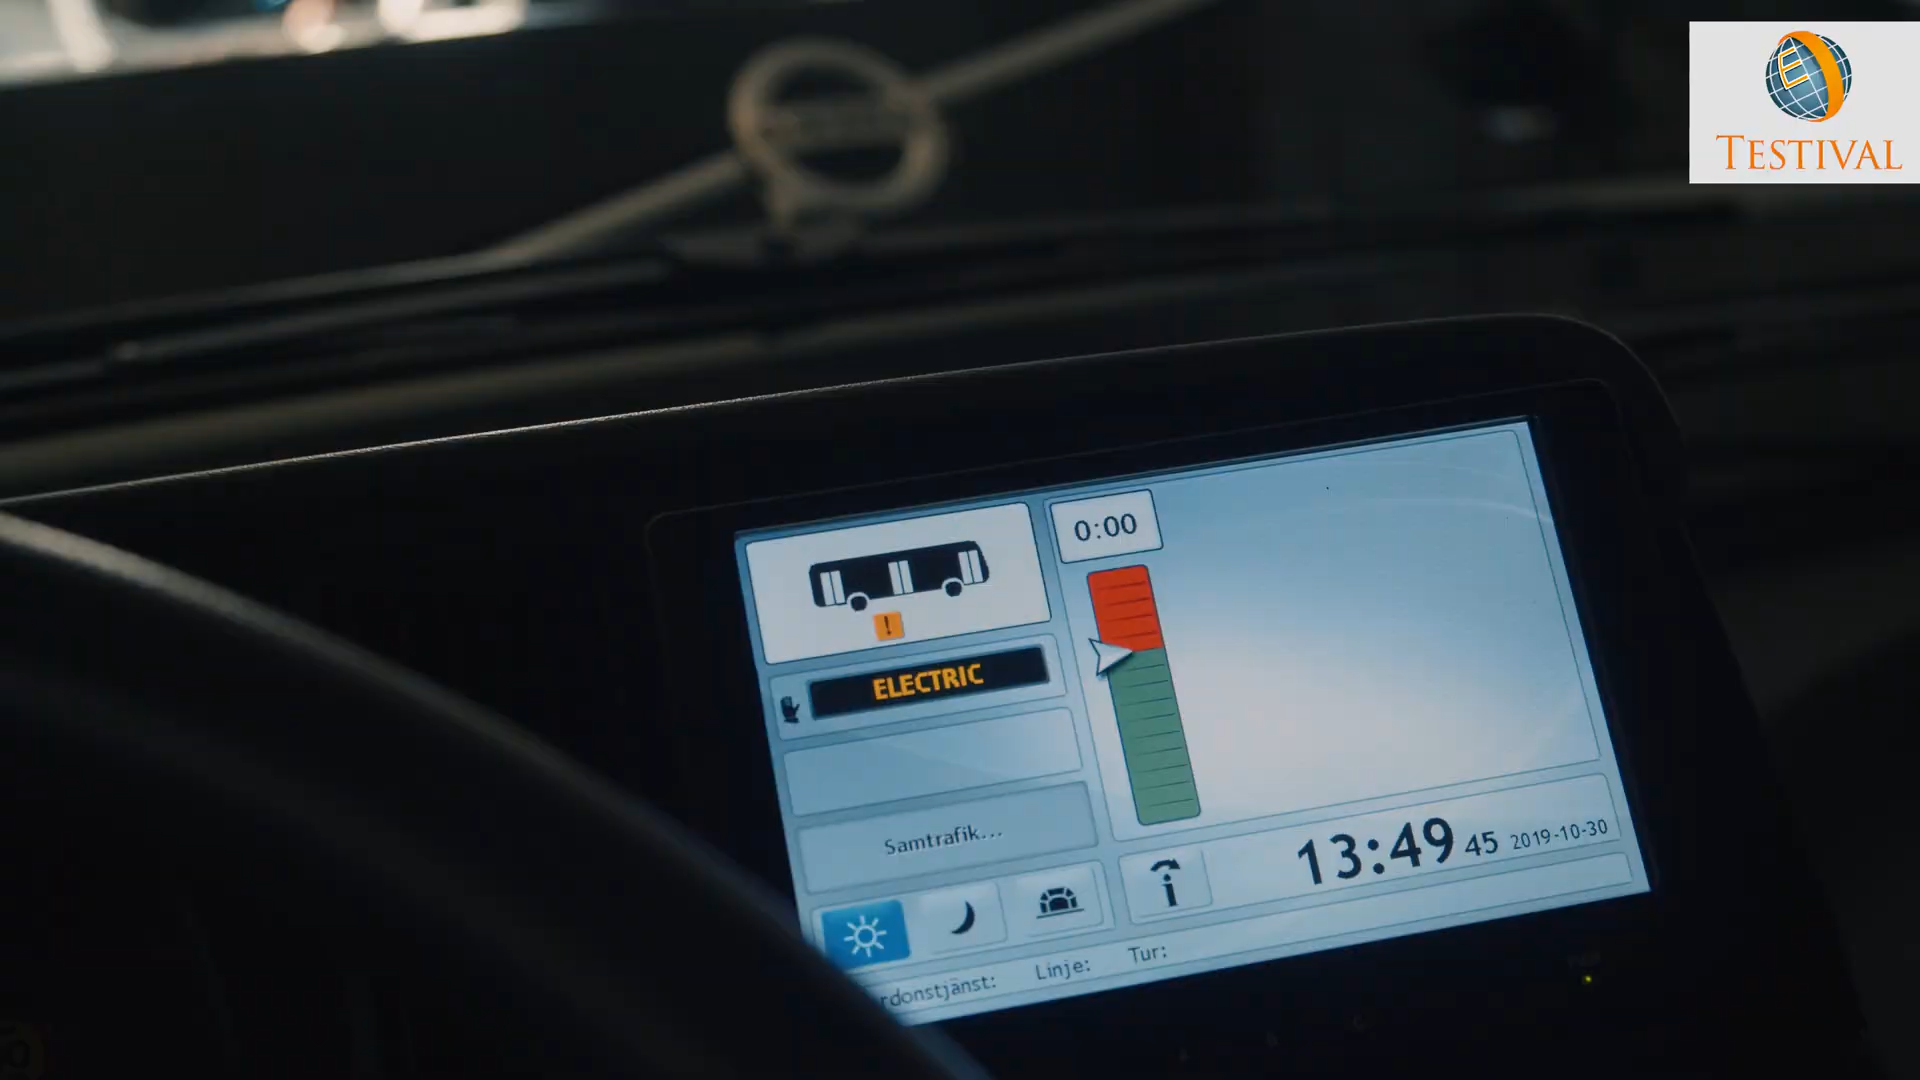 TESTIVAL
0:00
!
ELECTRIC
Samtrafik...
13:49 45 2019-10-30
rdonstjänst: Linje: Tur: